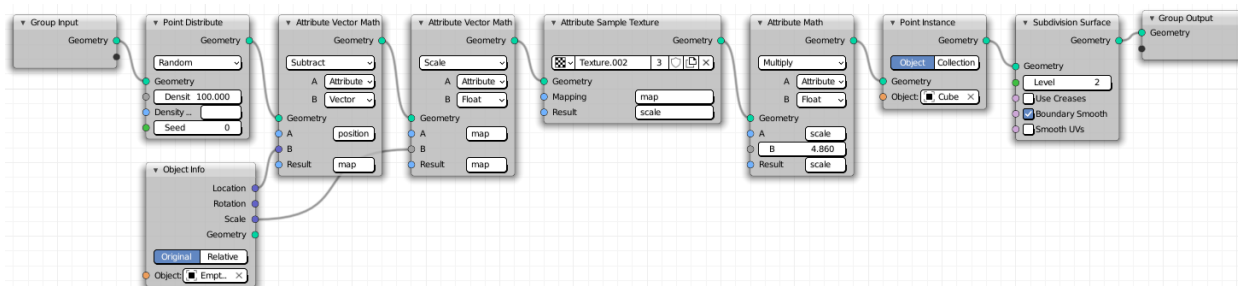 Group Input
Geometry
Point Distribute
Geometry
Random
Geometry
Densit 100.000
Density ..
Seed 0
Attribute Vector Math
Geometry
Subtract
A Attribute
B Vector
Geometry
A position
B
Result map
Attribute Vector Math
Geometry
Scale
A Attribute
B Float
Geometry
A map
B
Result map
Attribute Sample Texture
Geometry
Texture.002 3
Geometry
Mapping map
Result scale
Attribute Math
Geometry
Multiply
A Attribute
B Float
Geometry
A scale
B 4.860
Result scale
Point Instance
Geometry
Object Collection
Geometry
Object: Cube
Subdivision Surface
Geometry
Geometry
Level 2
Use Creases
Boundary Smooth
Smooth UVs
Group Output
Geometry
Object Info
Location
Rotation
Scale
Geometry
Original Relative
Object: Empt..